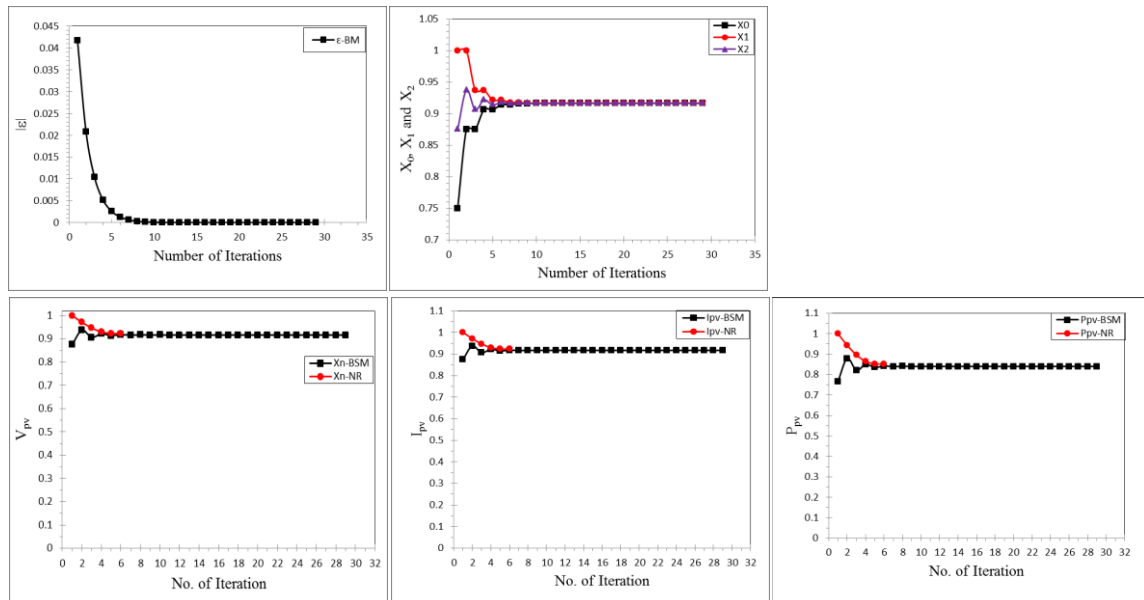 0.045
0.04
0.035
0.03
0.025
0.02
0.015
0.01
0.005
0
|ε|
ε-BM
0 5 10 15 20 25 30 35
Number of Iterations
1.05
1
0.95
0.9
0.85
0.8
0.75
0.7
X0, X1 and X2
X0
X1
X2
0 5 10 15 20 25 30 35
Number of Iterations
1
0.9
0.8
0.7
0.6
0.5
0.4
0.3
0.2
0.1
0
Vpv
Xn-BSM
Xn-NR
0 2 4 6 8 10 12 14 16 18 20 22 24 26 28 30 32
No. of Iteration
1.1
1
0.9
0.8
0.7
0.6
0.5
0.4
0.3
0.2
0.1
0
Ipv
Ipv-BSM
Ipv-NR
0 2 4 6 8 10 12 14 16 18 20 22 24 26 28 30 32
No. of Iteration
1.1
1
0.9
0.8
0.7
0.6
0.5
0.4
0.3
0.2
0.1
0
Ppv
Ppv-BSM
Ppv-NR
0 2 4 6 8 10 12 14 16 18 20 22 24 26 28 30 32
No. of Iteration